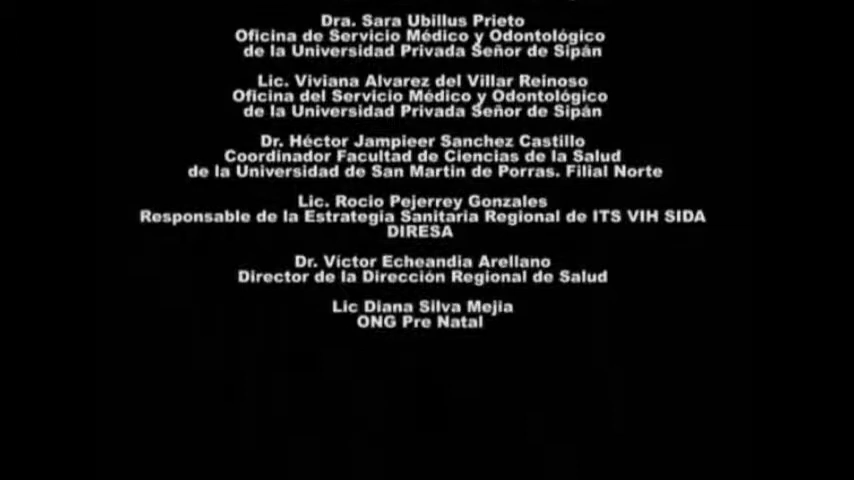 Dra. Sara Ubillus Prieto
Oficina de Servicio Médico y Odontológico
de la Universidad Privada Señor de Sipán
Lic. Viviana Alvarez del Villar Reinoso
Oficina del Servicio Médico y Odontológico
de la Universidad Privada Señor de Sipán
Dr. Héctor Jampieer Sanchez Castillo
Coordinador Facultad de Ciencias de la Salud
de la Universidad de San Martin de Porras. Filial Norte
Lic. Rocio Pejerrey Gonzales
Responsable de la Estrategia Sanitaria Regional de ITS VIH SIDA
DIRESA
Dr. Víctor Echeandia Arellano
Director de la Dirección Regional de Salud
Lic Diana Silva Mejia
ONG Pre Natal